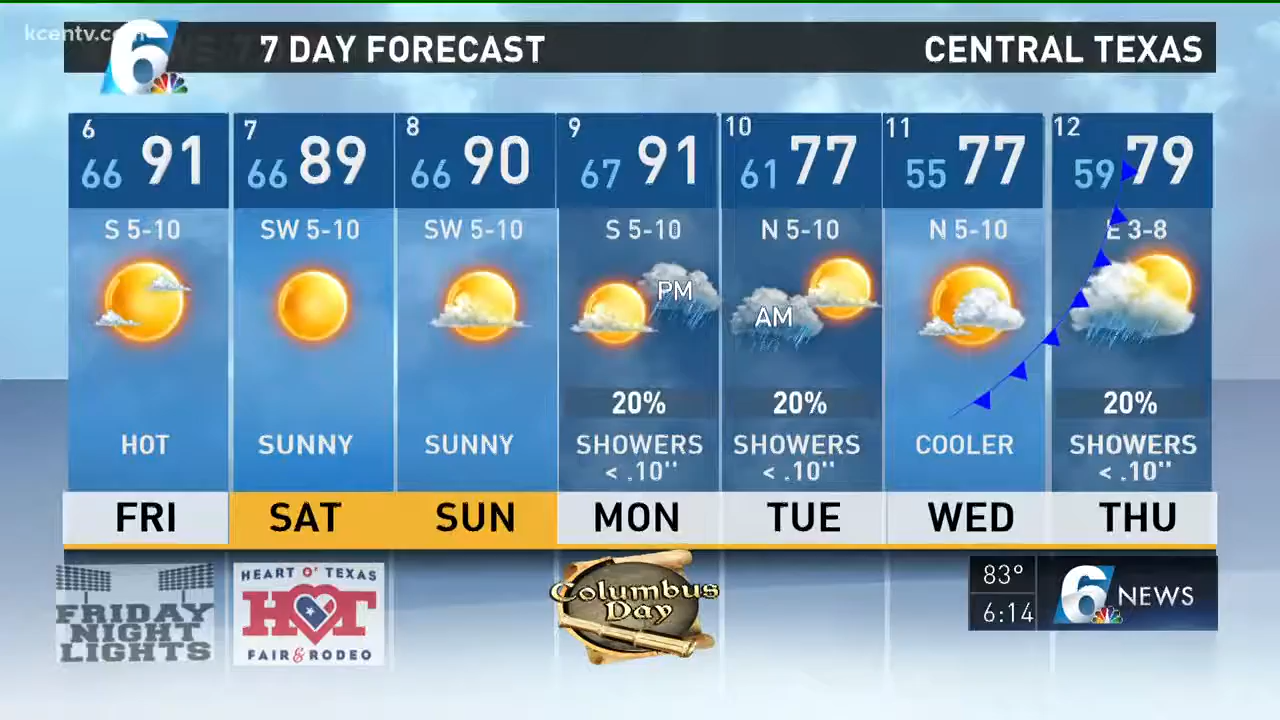 kcentv.com
6
7 DAY FORECAST
CENTRAL TEXAS
6
66 91
S 5-10
HOT
FRI
7
66 89
SW 5-10
SUNNY
SAT
8
66 90
SW 5-10
SUNNY
SUN
9
67 91
S 5-10
PM
20%
SHOWERS
< .10"
MON
10
61 77
N 5-10
AM
20%
SHOWERS
< .10"
TUE
11
55 77
N 5-10
COOLER
WED
12
59 79
E 3-8
20%
SHOWERS
< .10"
THU
FRIDAY
NIGHT
LIGHTS
HEART O' TEXAS
HOT
FAIR & RODEO
Columbus
Day
83°
6:14
6 NEWS